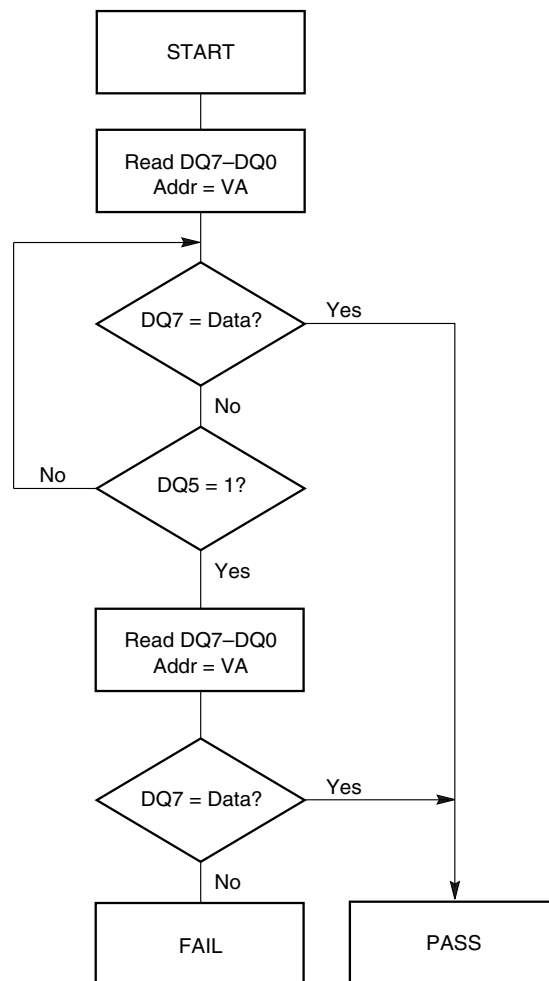 START
Read DQ7–DQ0
Addr = VA
DQ7 = Data?
Yes
No
No
DQ5 = 1?
Yes
Read DQ7–DQ0
Addr = VA
DQ7 = Data?
Yes
No
FAIL
PASS